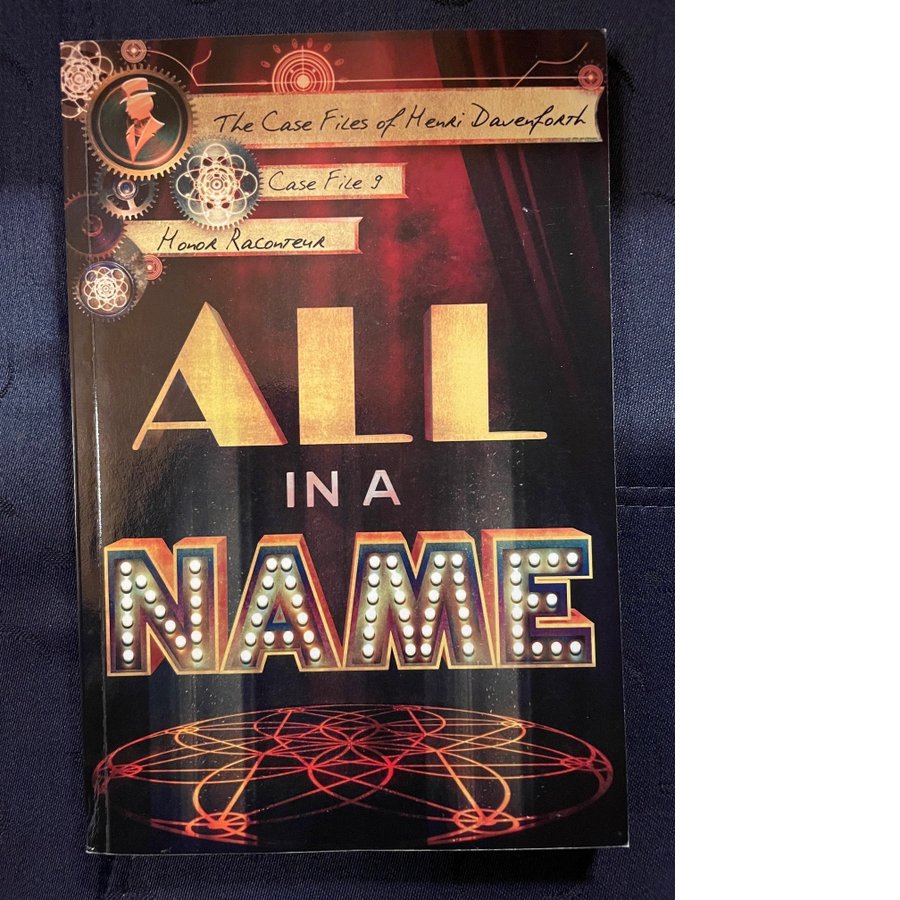 The Case Files of Henri Davenforth
Case File 9
Honor Raconteur
ALL
IN A
NAME